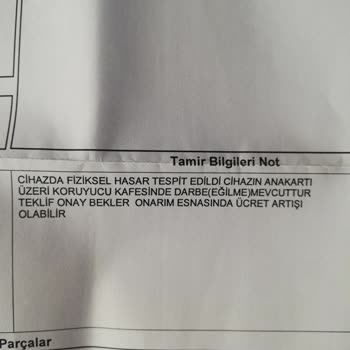 Tamir Bilgileri Not
CİHAZDA FİZİKSEL HASAR TESPİT EDİLDİ CİHAZIN ANAKARTI
ÜZERİ KORUYUCU KAFESİNDE DARBE(EĞİLME)MEVCUTTUR
TEKLİF ONAY BEKLER ONARIM ESNASINDA ÜCRET ARTIŞI
OLABİLİR
Parçalar